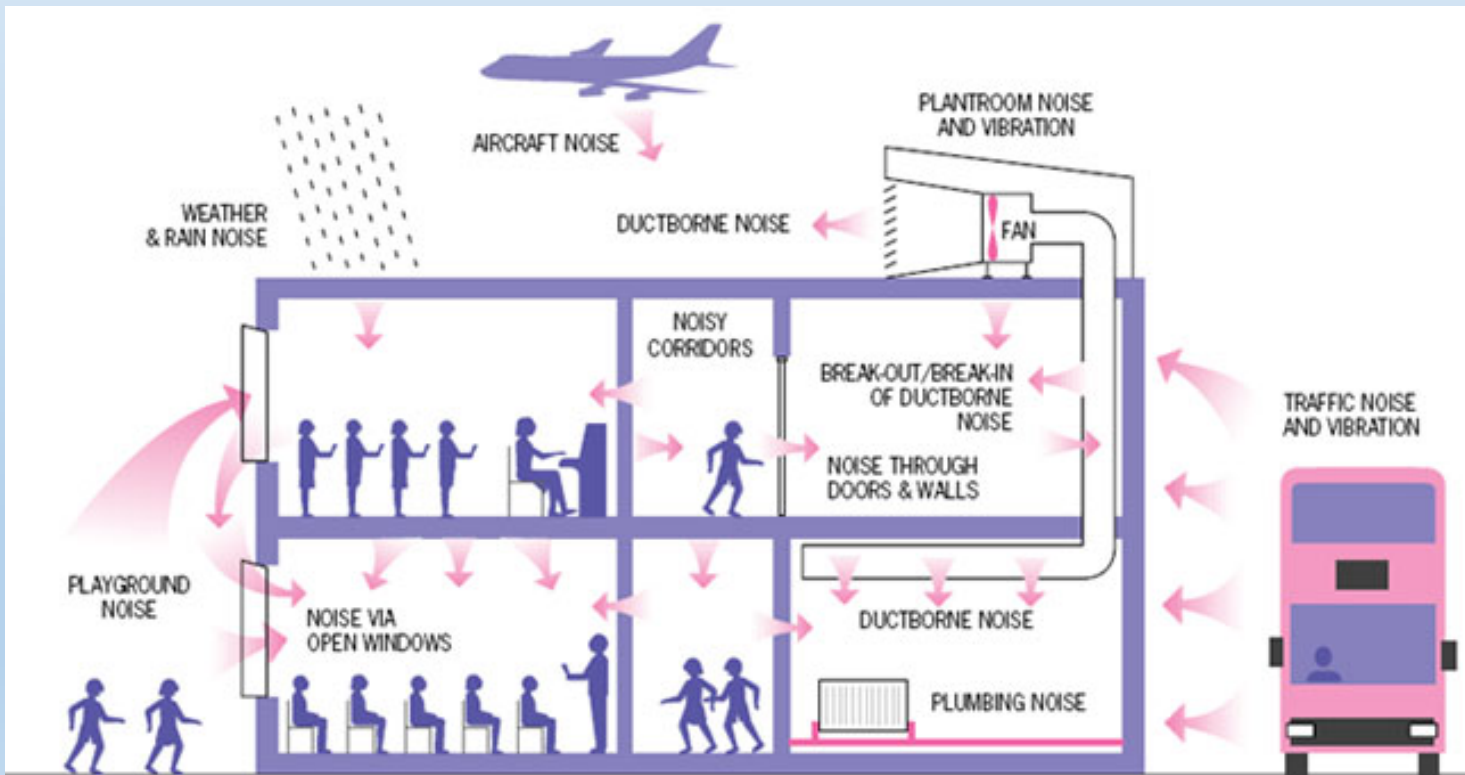 AIRCRAFT NOISE
PLANTROOM NOISE
AND VIBRATION
WEATHER
& RAIN NOISE
DUCTBORNE NOISE
FAN
NOISY
CORRIDORS
BREAK-OUT/BREAK-IN
OF DUCTBORNE
NOISE
TRAFFIC NOISE
AND VIBRATION
NOISE THROUGH
DOORS & WALLS
PLAYGROUND
NOISE
NOISE VIA
OPEN WINDOWS
DUCTBORNE NOISE
PLUMBING NOISE